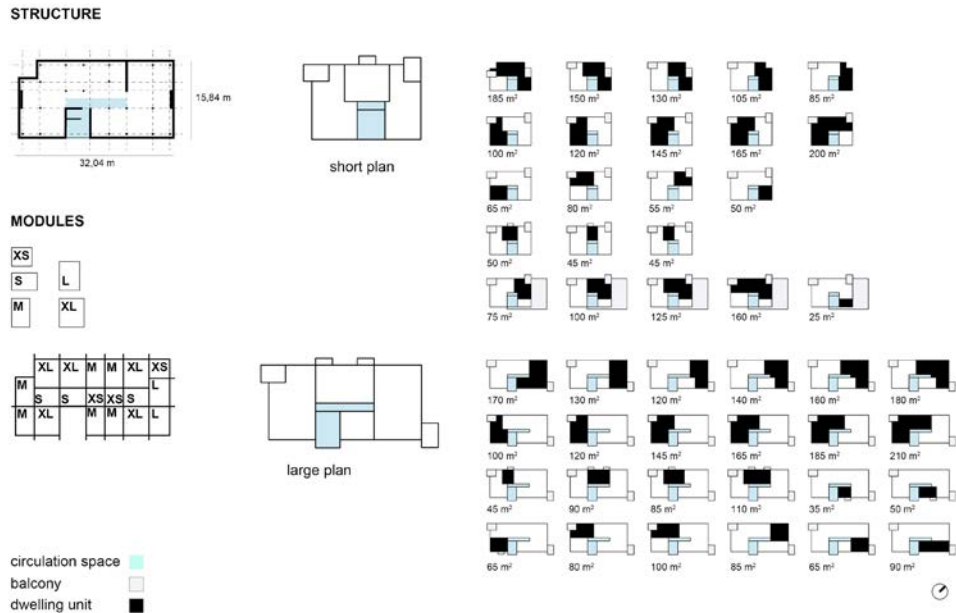 STRUCTURE
15,84 m
32,04 m
short plan
185 m²
150 m²
130 m²
105 m²
85 m²
100 m²
120 m²
145 m²
165 m²
200 m²
65 m²
80 m²
55 m²
50 m²
50 m²
45 m²
45 m²
75 m²
100 m²
125 m²
160 m²
25 m²
MODULES
XS
S
L
M
XL
XL XL M M XL XS
M L
S S XS XS S
M XL M M XL L
large plan
170 m²
130 m²
120 m²
140 m²
160 m²
180 m²
100 m²
120 m²
145 m²
165 m²
185 m²
210 m²
45 m²
90 m²
85 m²
110 m²
35 m²
50 m²
65 m²
80 m²
100 m²
85 m²
65 m²
90 m²
circulation space
balcony
dwelling unit